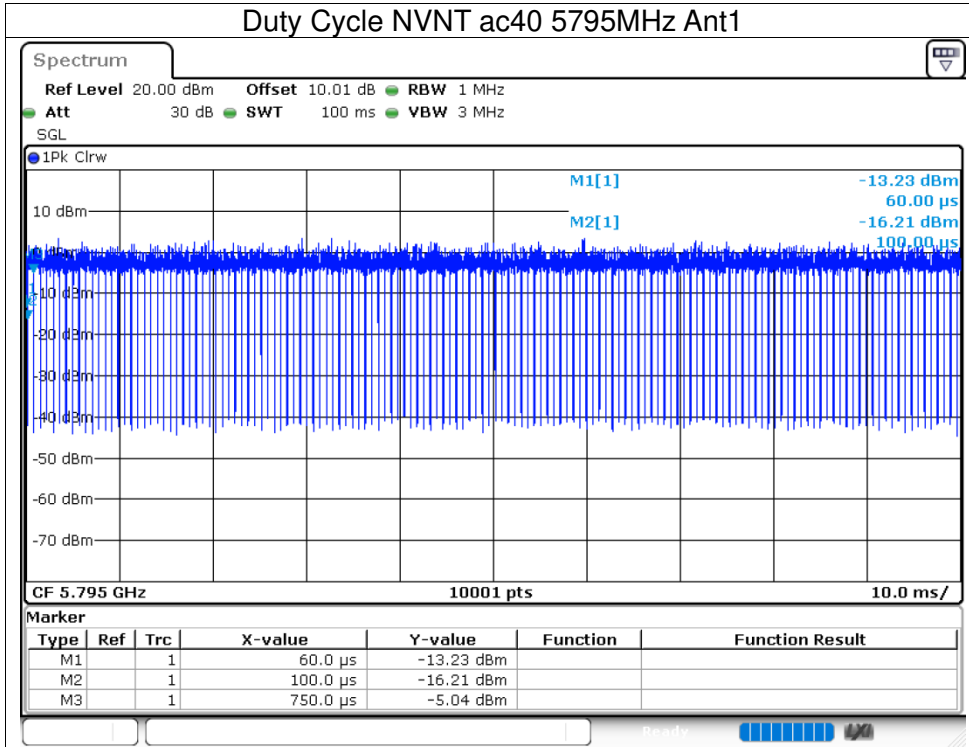 Duty Cycle NVNT ac40 5795MHz Ant1
Spectrum
Ref Level 20.00 dBm Offset 10.01 dB RBW 1 MHz
Att 30 dB SWT 100 ms VBW 3 MHz
SGL
1Pk Clrw
M1[1] -13.23 dBm
60.00 µs
10 dBm
M2[1] -16.21 dBm
100.00 µs
-10 dBm
-20 dBm
-30 dBm
-40 dBm
-50 dBm
-60 dBm
-70 dBm
CF 5.795 GHz 10001 pts 10.0 ms/
Marker
Type Ref Trc X-value Y-value Function Function Result
M1 1 60.0 µs -13.23 dBm
M2 1 100.0 µs -16.21 dBm
M3 1 750.0 µs -5.04 dBm
Ready